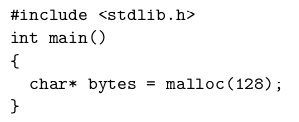 #include <stdlib.h>
int main()
{
  char* bytes = malloc(128);
}